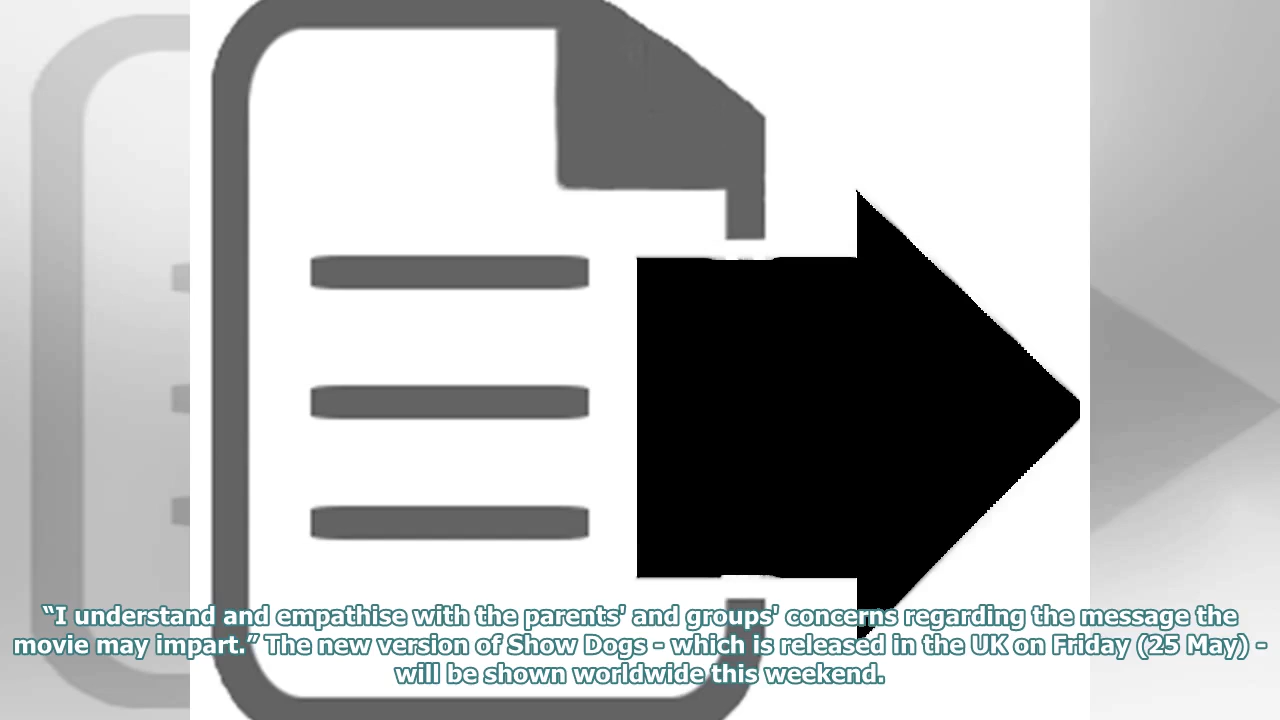 “I understand and empathise with the parents' and groups' concerns regarding the message the
movie may impart.” The new version of Show Dogs - which is released in the UK on Friday (25 May) -
will be shown worldwide this weekend.